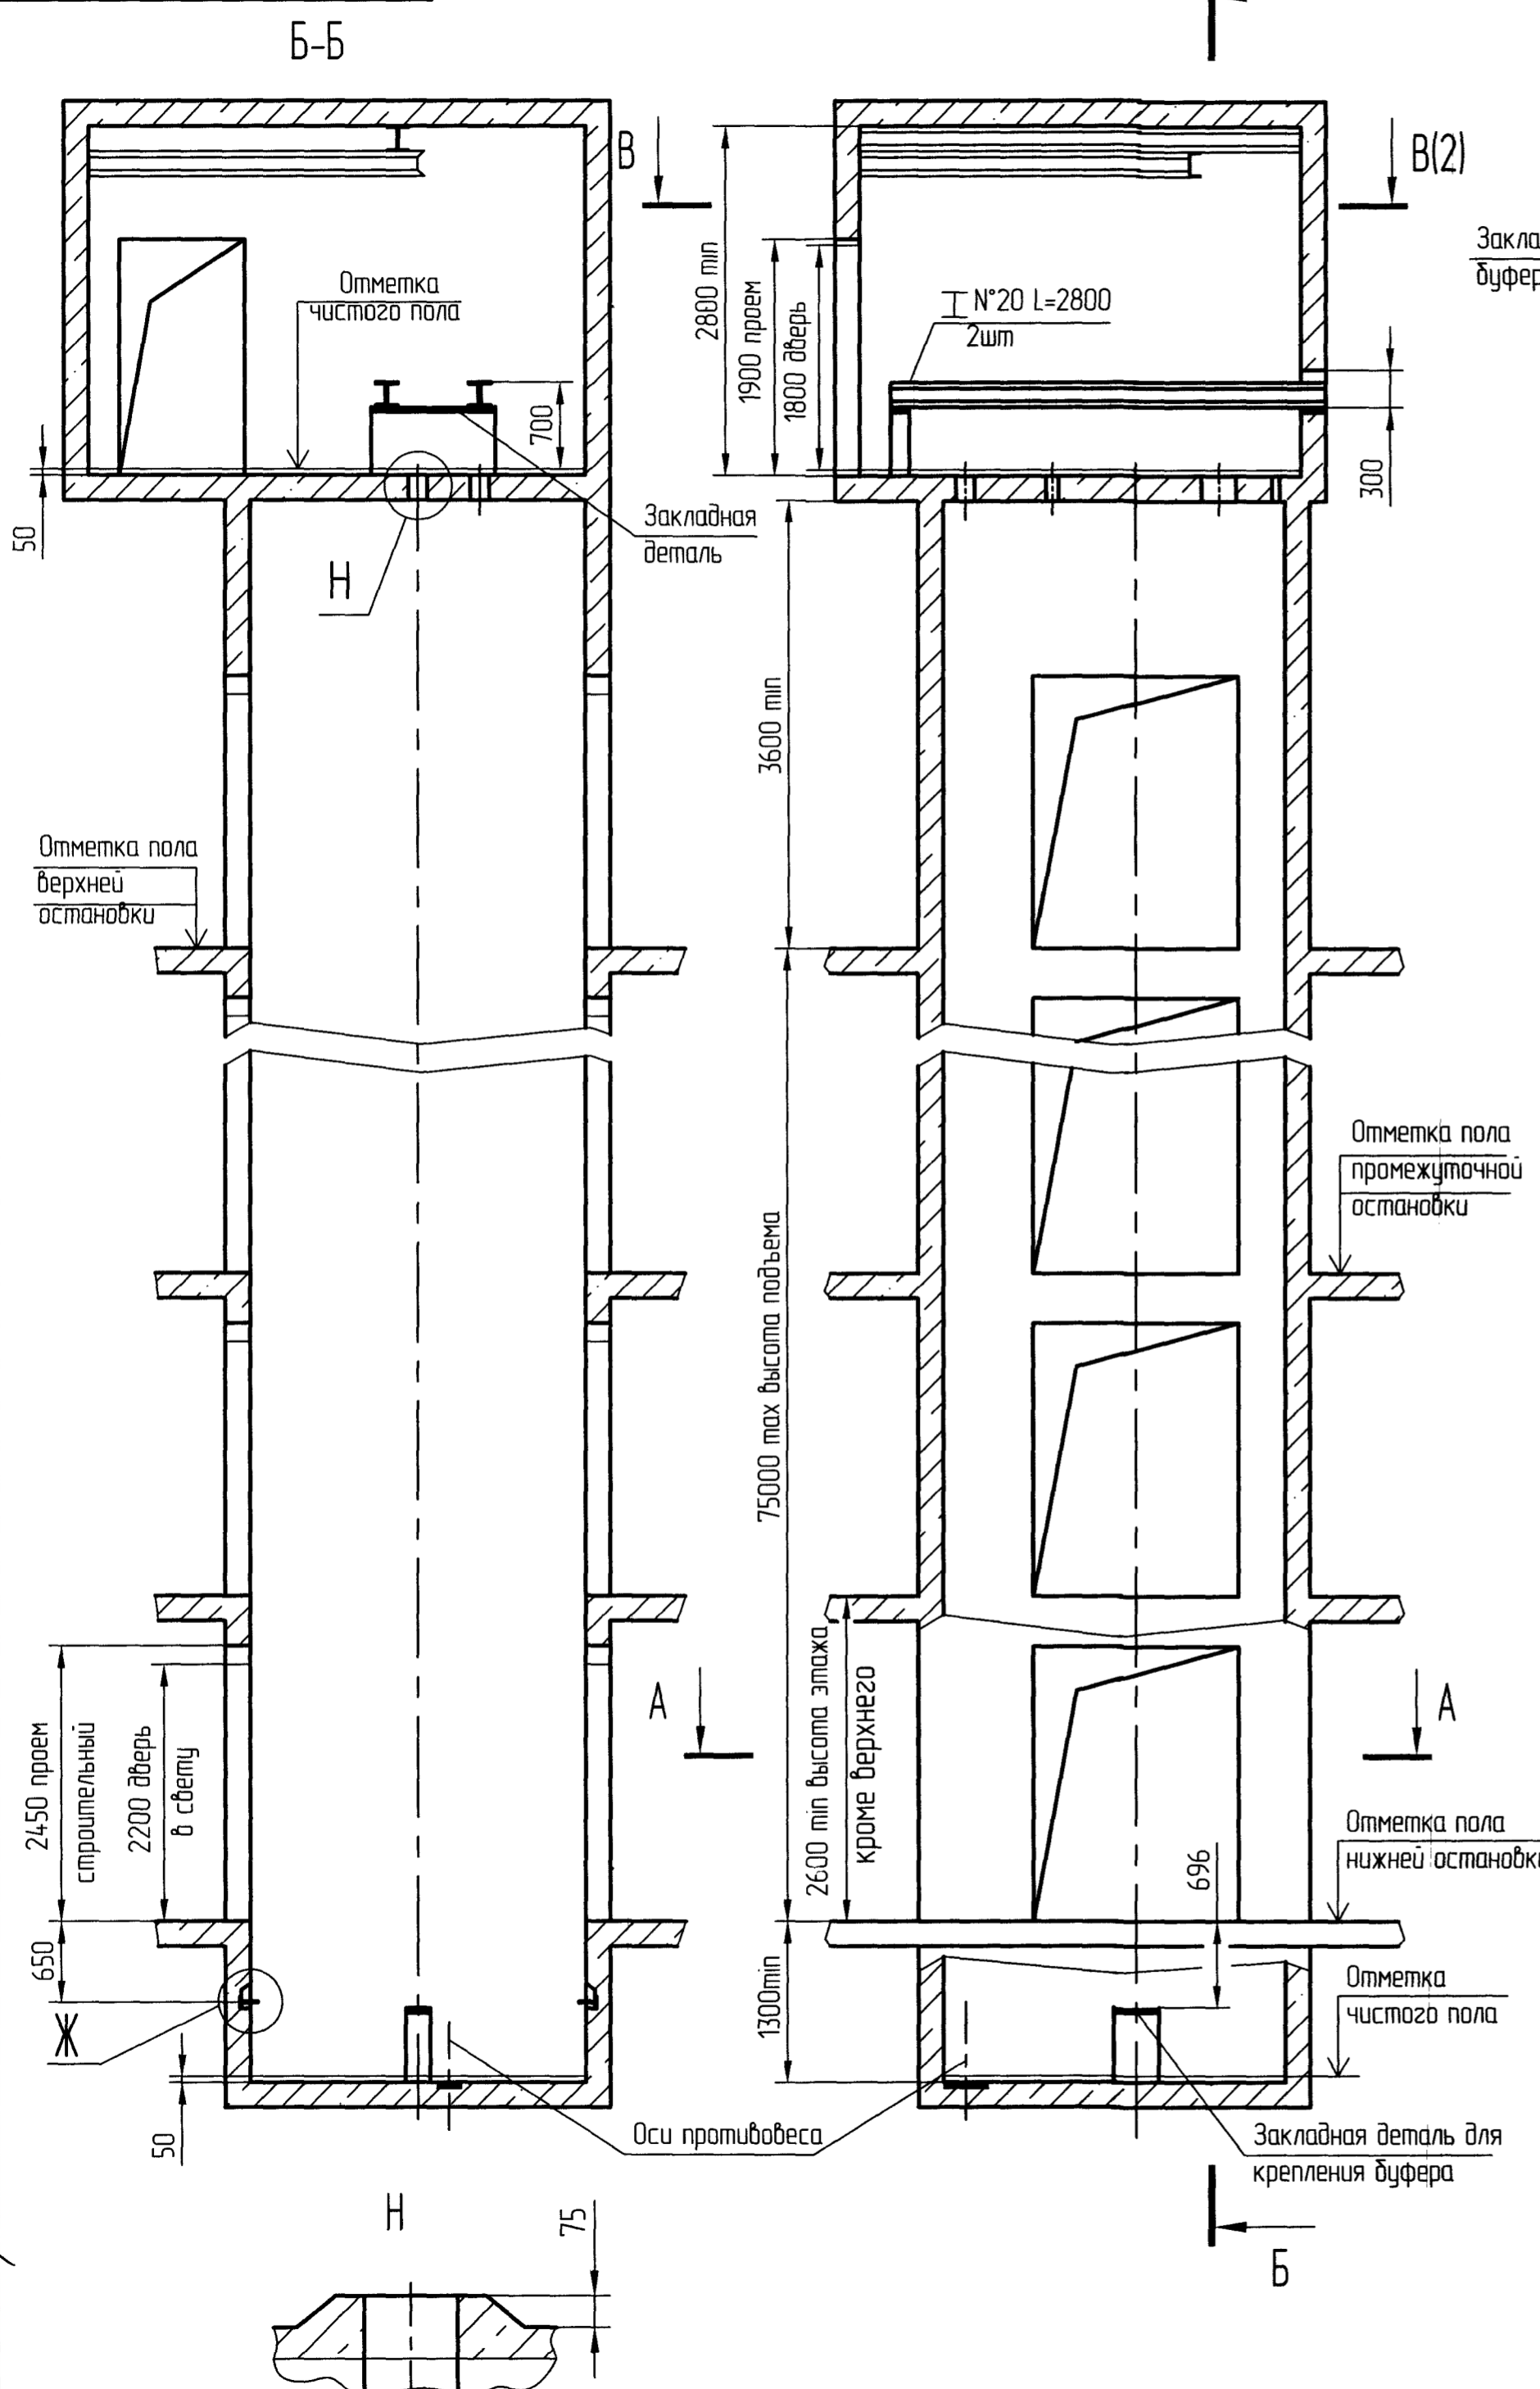 Б-Б
В
В(2)
Закла
буфер
Отметка
чистого пола
2800 min
1900 проем
1800 дверь
I N°20 L=2800
2шт
700
300
50
Закладная
деталь
Н
3600 min
Отметка пола
верхней
остановки
Отметка пола
промежуточной
остановки
75000 max высота подъема
2450 проем
строительный
2200 дверь
в свету
А
2600 min высота этажа
кроме верхнего
А
696
Отметка пола
нижней остановки
650
Ж
1300min
Отметка
чистого пола
50
Оси противовеса
Закладная деталь для
крепления буфера
Н
75
Б